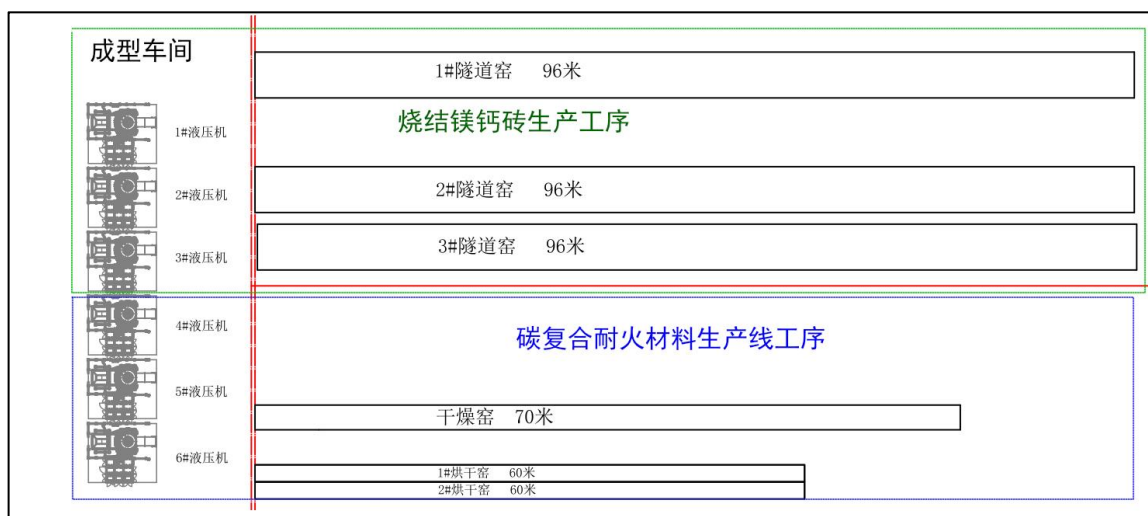 成型车间
1#隧道窑 96米
1#液压机
烧结镁钙砖生产工序
2#液压机
2#隧道窑 96米
3#液压机
3#隧道窑 96米
4#液压机
碳复合耐火材料生产线工序
5#液压机
干燥窑 70米
6#液压机
1#烘干窑 60米
2#烘干窑 60米